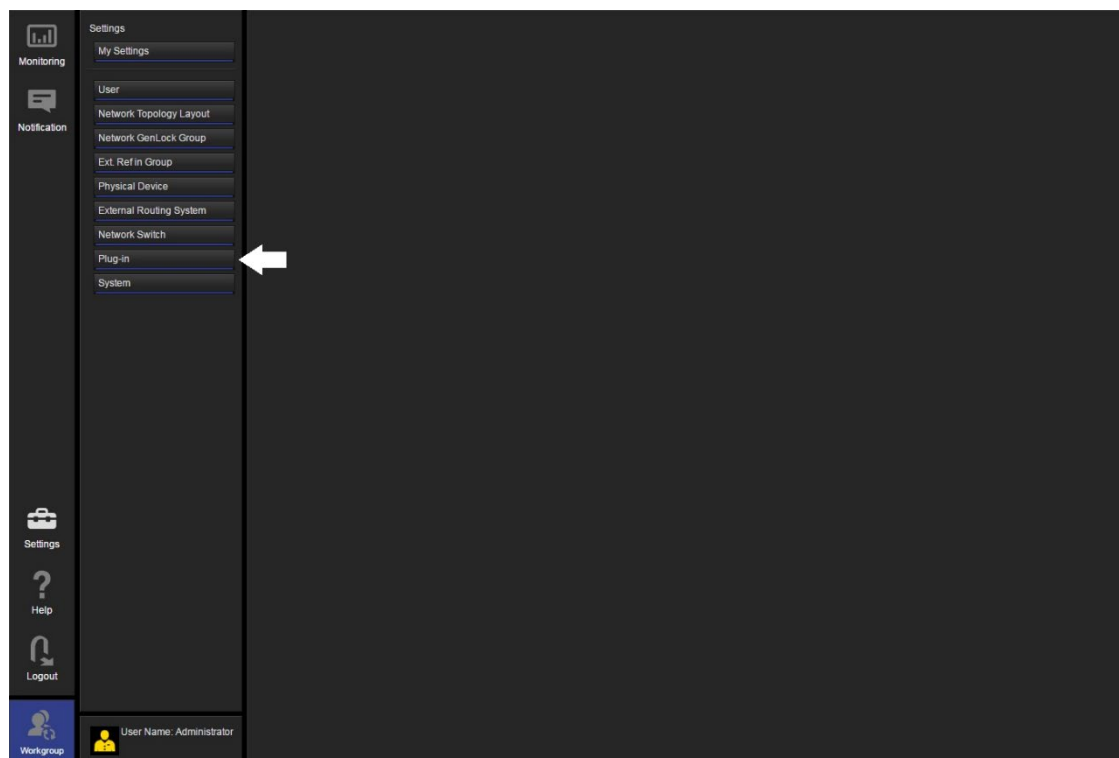 Monitoring
Notification
Settings
Help
Logout
Workgroup
Settings
My Settings
User
Network Topology Layout
Network GenLock Group
Ext. Ref in Group
Physical Device
External Routing System
Network Switch
Plug-in
System
User Name: Administrator